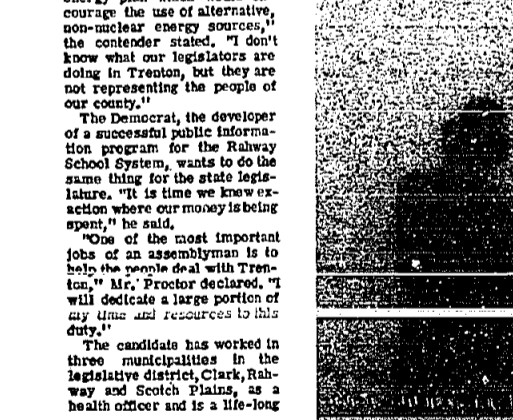 energy plan which would en-
courage the use of alternative,
non-nuclear energy sources,"
the contender stated. "I don't
know what our legislators are
doing in Trenton, but they are
not representing the people of
our county."
The Democrat, the developer
of a successful public informa-
tion program for the Rahway
School System, wants to do the
same thing for the state legis-
lature. "It is time we knew ex-
action where our money is being
spent," he said.
"One of the most important
jobs of an assemblyman is to
help the people deal with Tren-
ton," Mr. Proctor declared. "I
will dedicate a large portion of
my time and resources to this
duty."
The candidate has worked in
three municipalities in the
legislative district, Clark, Rah-
way and Scotch Plains, as a
health officer and is a life-long